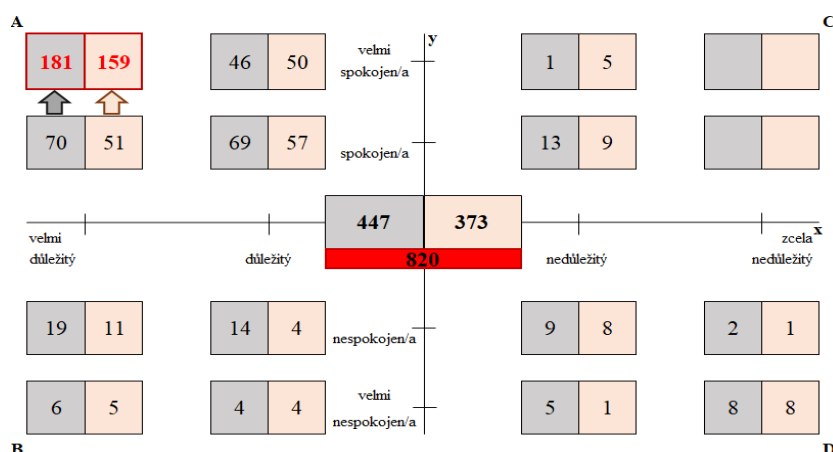 A y C
181 159 46 50 velmi spokojen/a 1 5
70 51 69 57 spokojen/a 13 9
447 373
x
velmi důležitý důležitý nedůležitý zcela nedůležitý
820
19 11 14 4 nespokojen/a 9 8 2 1
6 5 4 4 velmi nespokojen/a 5 1 8 8
B D